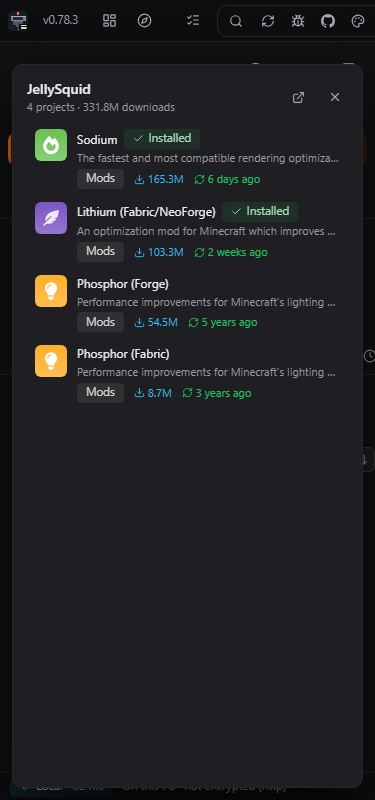 v0.78.3
JellySquid
4 projects · 331.8M downloads
Sodium Installed
The fastest and most compatible rendering optimiza...
Mods 165.3M 6 days ago
Lithium (Fabric/NeoForge) Installed
An optimization mod for Minecraft which improves ...
Mods 103.3M 2 weeks ago
Phosphor (Forge)
Performance improvements for Minecraft's lighting ...
Mods 54.5M 5 years ago
Phosphor (Fabric)
Performance improvements for Minecraft's lighting ...
Mods 8.7M 3 years ago